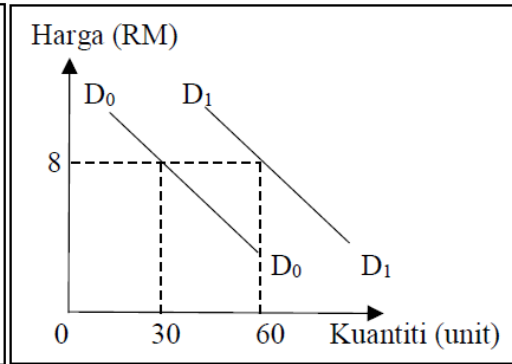 Harga (RM)
D₀ D₁
8
D₀ D₁
0 30 60 Kuantiti (unit)